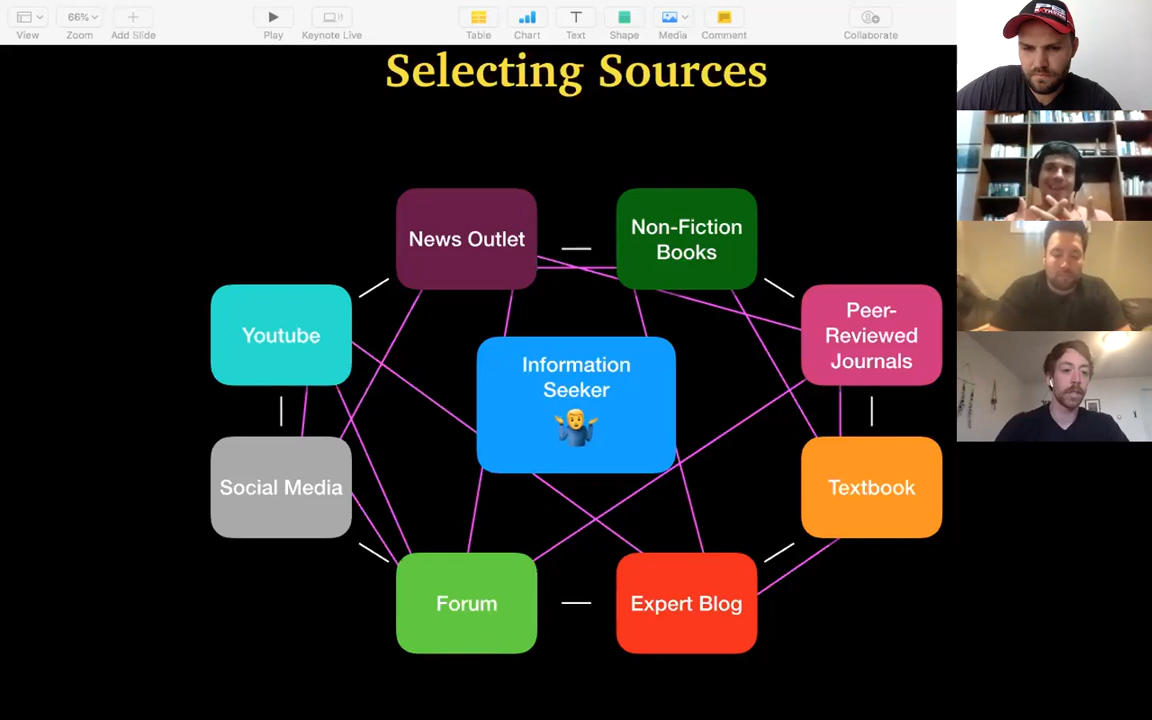 66%
View
Zoom
Add Slide
Play
Keynote Live
Table
Chart
Text
Shape
Media
Comment
Collaborate
Selecting Sources
News Outlet
Non-Fiction
Books
Youtube
Peer-
Reviewed
Journals
Information
Seeker
Social Media
Textbook
Forum
Expert Blog